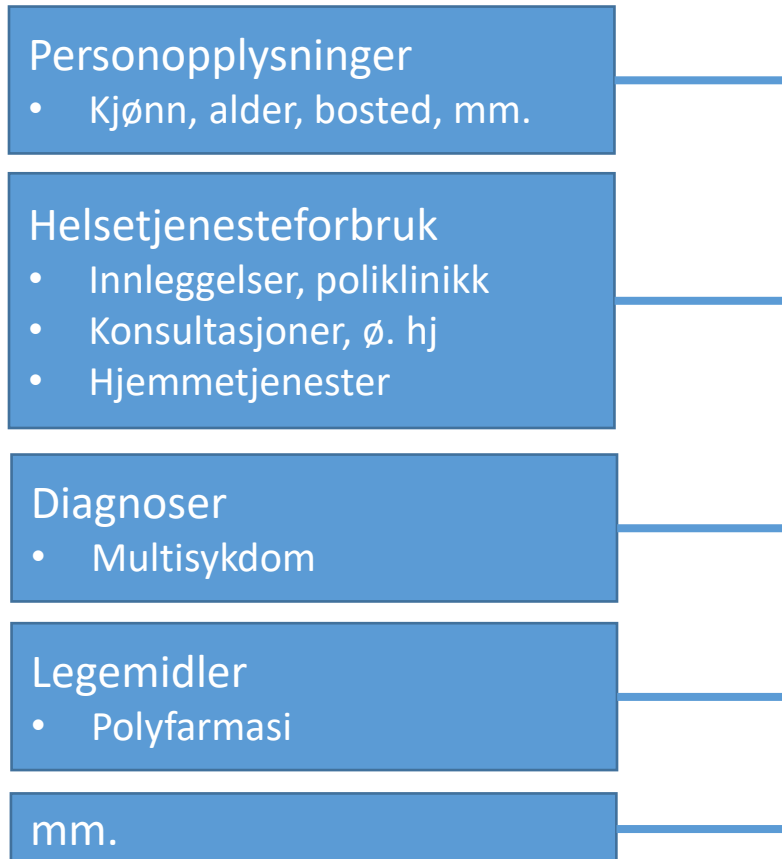 Personopplysninger
• Kjønn, alder, bosted, mm.
Helsetjenesteforbruk
• Innleggelser, poliklinikk
• Konsultasjoner, ø. hj
• Hjemmetjenester
Diagnoser
• Multisykdom
Legemidler
• Polyfarmasi
mm.